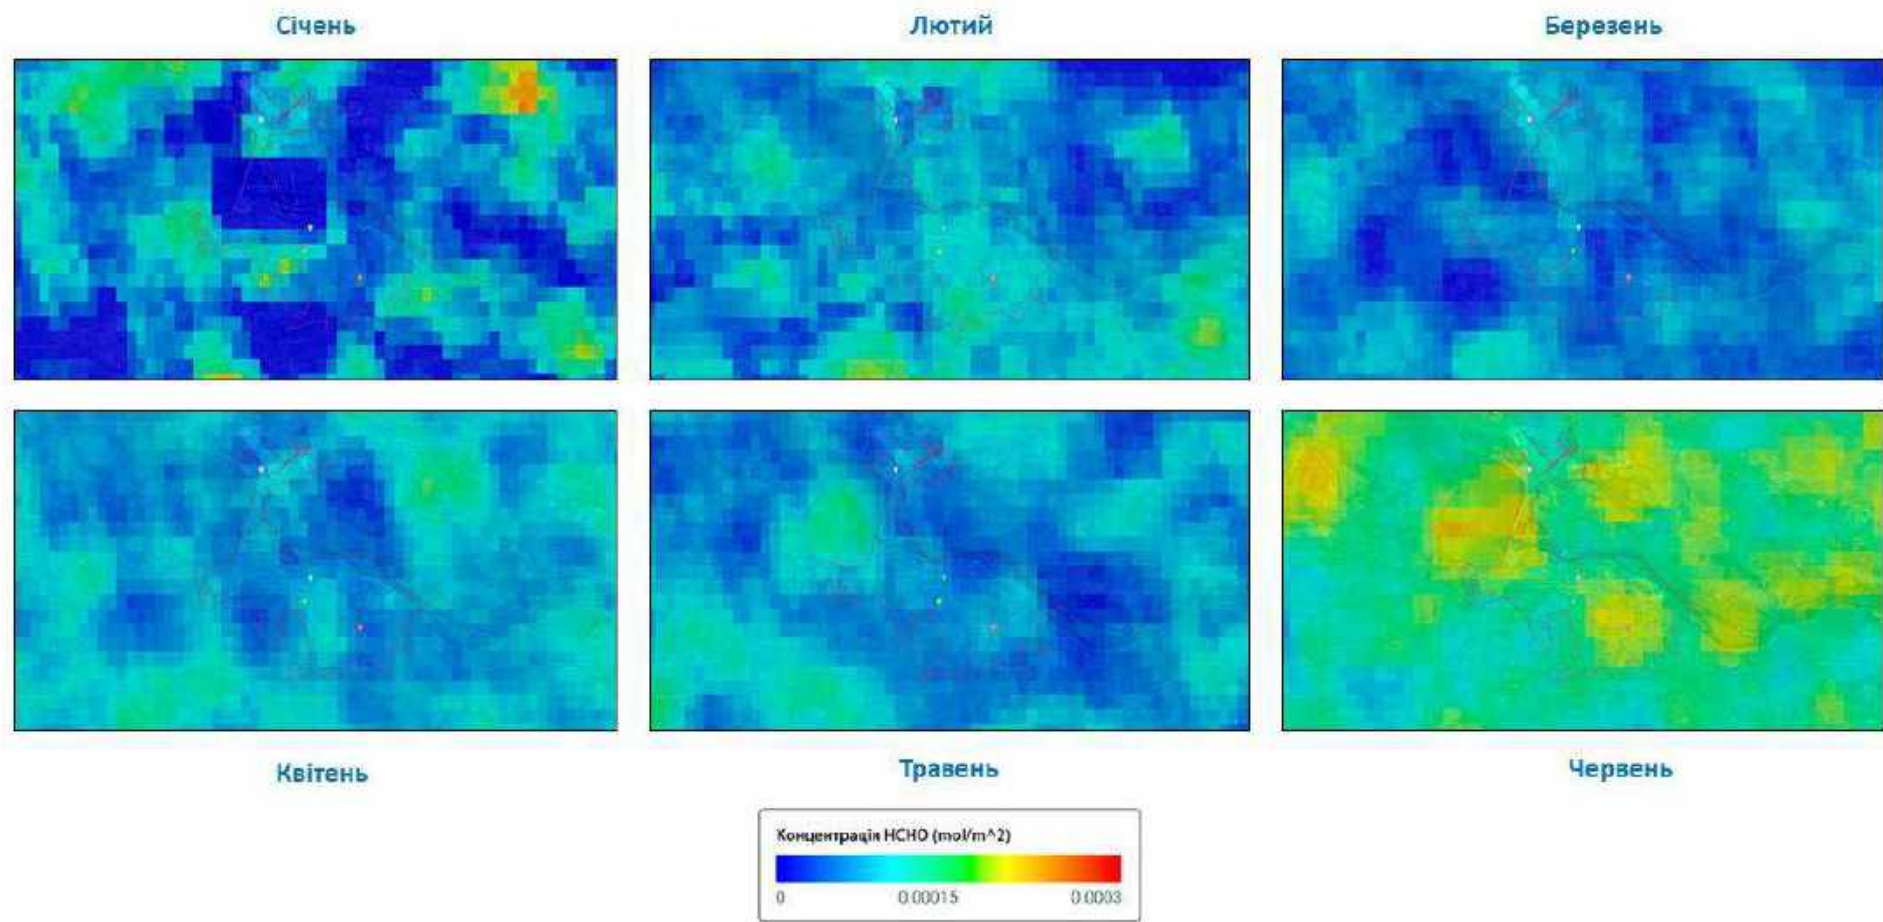 Січень
Лютий
Березень
Квітень
Травень
Червень
Концентрація HCHO (mol/m^2)
0
0.00015
0.0003